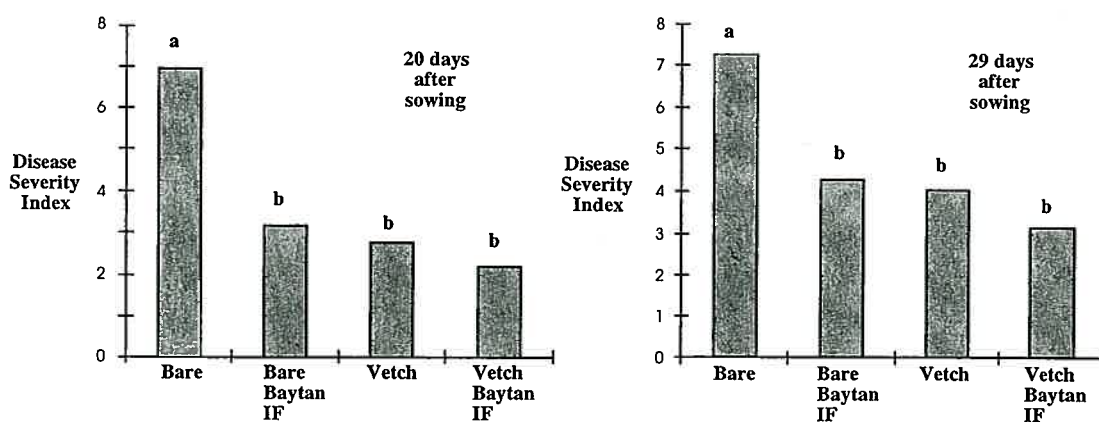 8
6
4
2
0
Disease
Severity
Index
a
b
b
b
20 days
after
sowing
Bare
Bare
Baytan
IF
Vetch
Vetch
Baytan
IF
8
7
6
5
4
3
2
1
0
Disease
Severity
Index
a
b
b
b
29 days
after
sowing
Bare
Bare
Baytan
IF
Vetch
Vetch
Baytan
IF